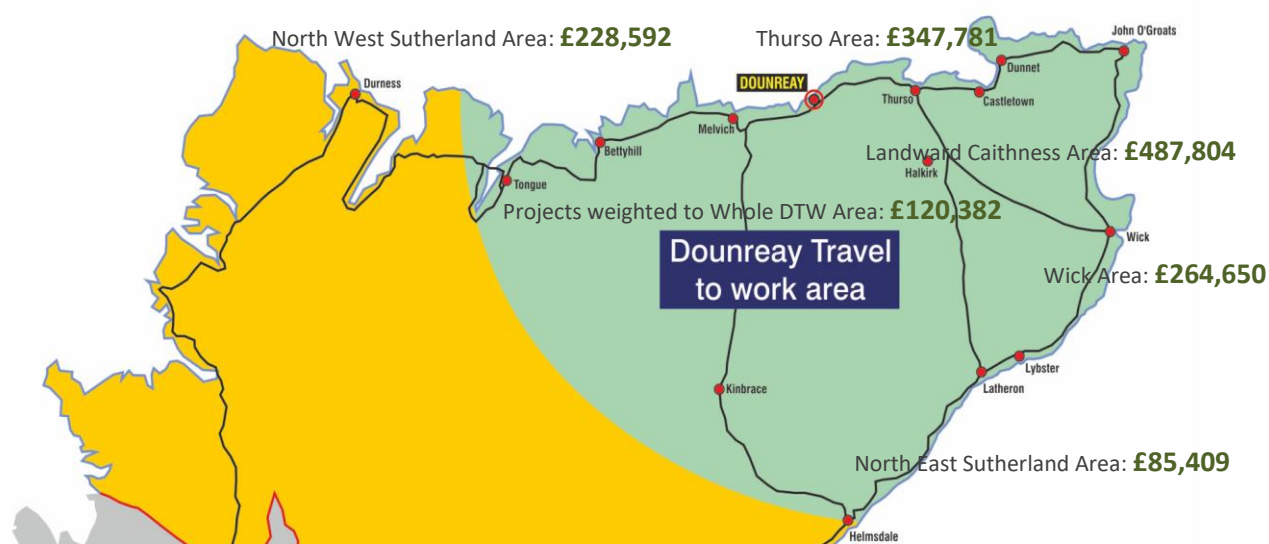 North West Sutherland Area: £228,592
Thurso Area: £347,781
John O'Groats
Dunnet
Durness
DOUNREAY
Thurso
Castletown
Melvich
Bettyhill
Landward Caithness Area: £487,804
Halkirk
Tongue
Projects weighted to Whole DTW Area: £120,382
Wick
Dounreay Travel
to work area
Wick Area: £264,650
Lybster
Latheron
Kinbrace
North East Sutherland Area: £85,409
Helmsdale